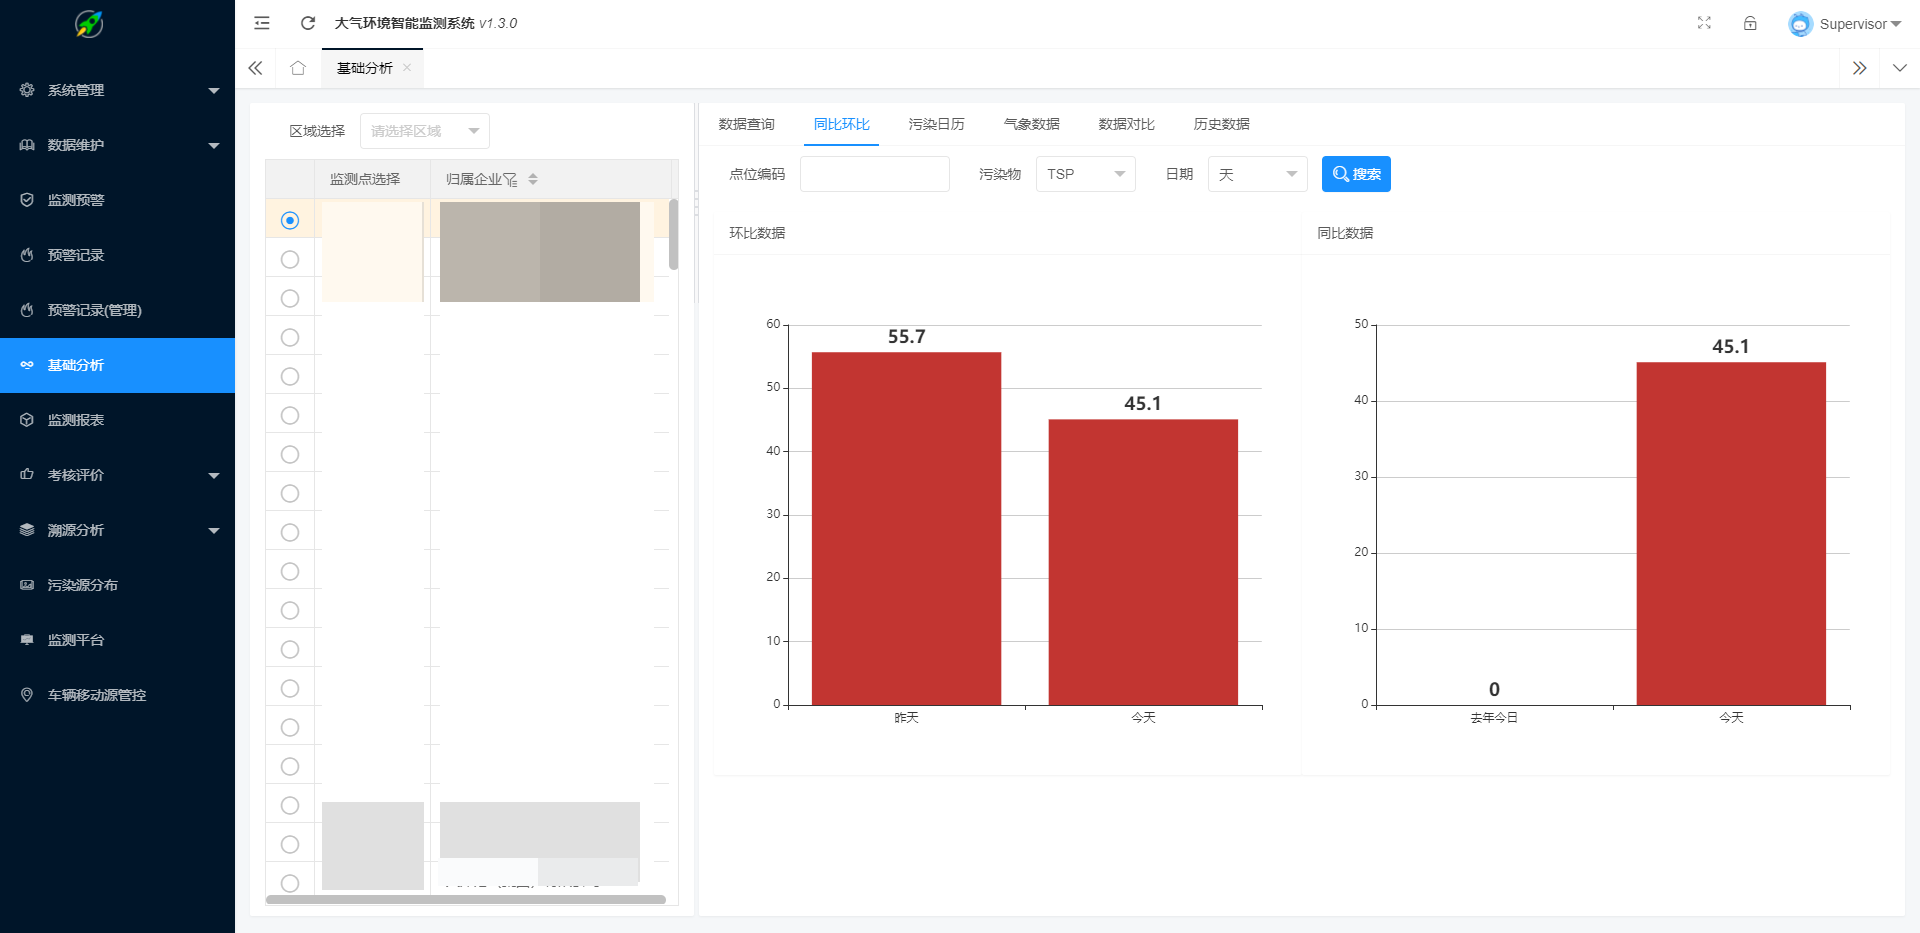 大气环境智能监测系统 v1.3.0
Supervisor
系统管理
数据维护
监测预警
预警记录
预警记录(管理)
基础分析
监测报表
考核评价
溯源分析
污染源分布
监测平台
车辆移动源管控
基础分析
区域选择 请选择区域
监测点选择 归属企业
数据查询 同比环比 污染日历 气象数据 数据对比 历史数据
点位编码 污染物 TSP 日期 天 搜索
环比数据
60
50
40
30
20
10
0
55.7
45.1
昨天 今天
同比数据
50
40
30
20
10
0
0
45.1
去年今日 今天